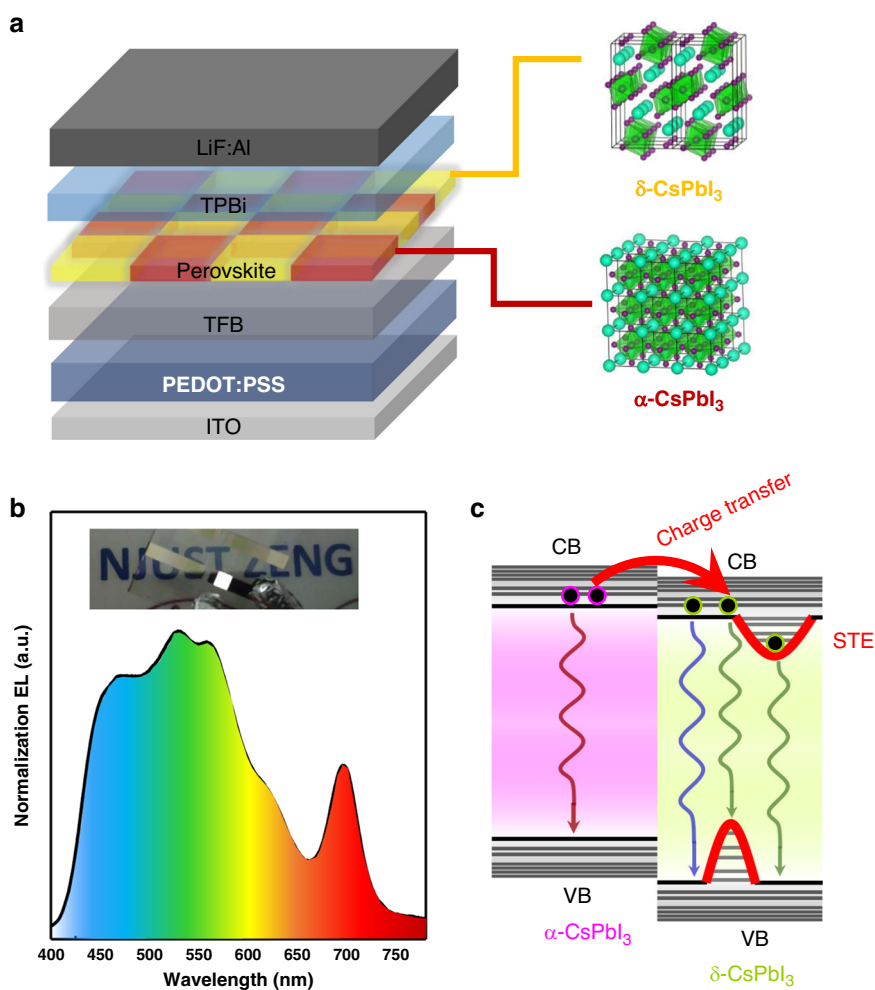 a
LiF:Al
TPBi
Perovskite
TFB
PEDOT:PSS
ITO
δ-CsPbI₃
α-CsPbI₃
b
NJUST ZENG
Normalization EL (a.u.)
400 450 500 550 600 650 700 750
Wavelength (nm)
c
Charge transfer
CB
CB
STE
VB
α-CsPbI₃
VB
δ-CsPbI₃